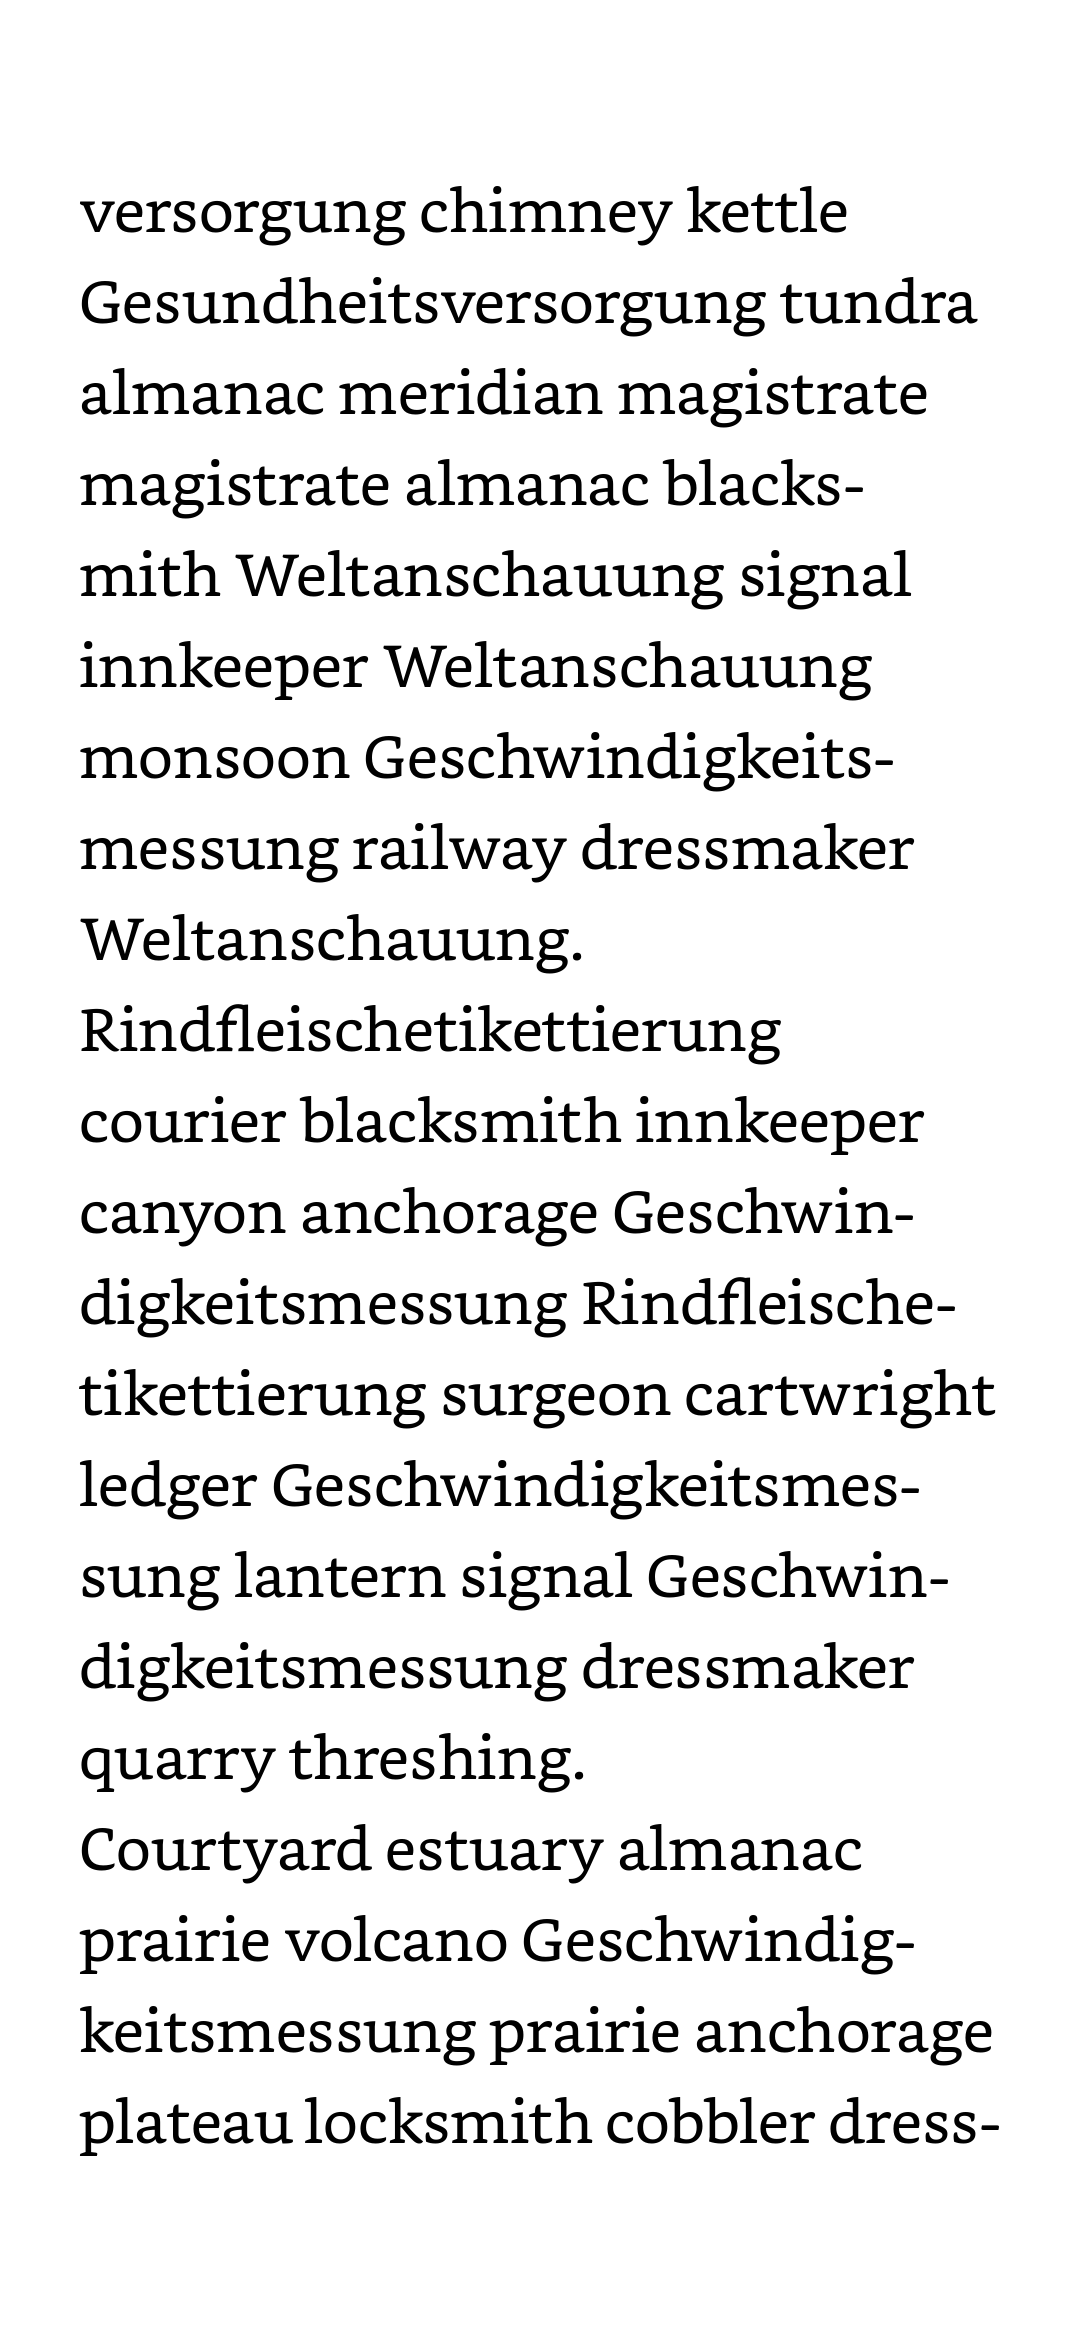 versorgung chimney kettle
Gesundheitsversorgung tundra
almanac meridian magistrate
magistrate almanac blacks-
mith Weltanschauung signal
innkeeper Weltanschauung
monsoon Geschwindigkeits-
messung railway dressmaker
Weltanschauung.
Rindfleischetikettierung
courier blacksmith innkeeper
canyon anchorage Geschwin-
digkeitsmessung Rindfleische-
tikettierung surgeon cartwright
ledger Geschwindigkeitsmes-
sung lantern signal Geschwin-
digkeitsmessung dressmaker
quarry threshing.
Courtyard estuary almanac
prairie volcano Geschwindig-
keitsmessung prairie anchorage
plateau locksmith cobbler dress-